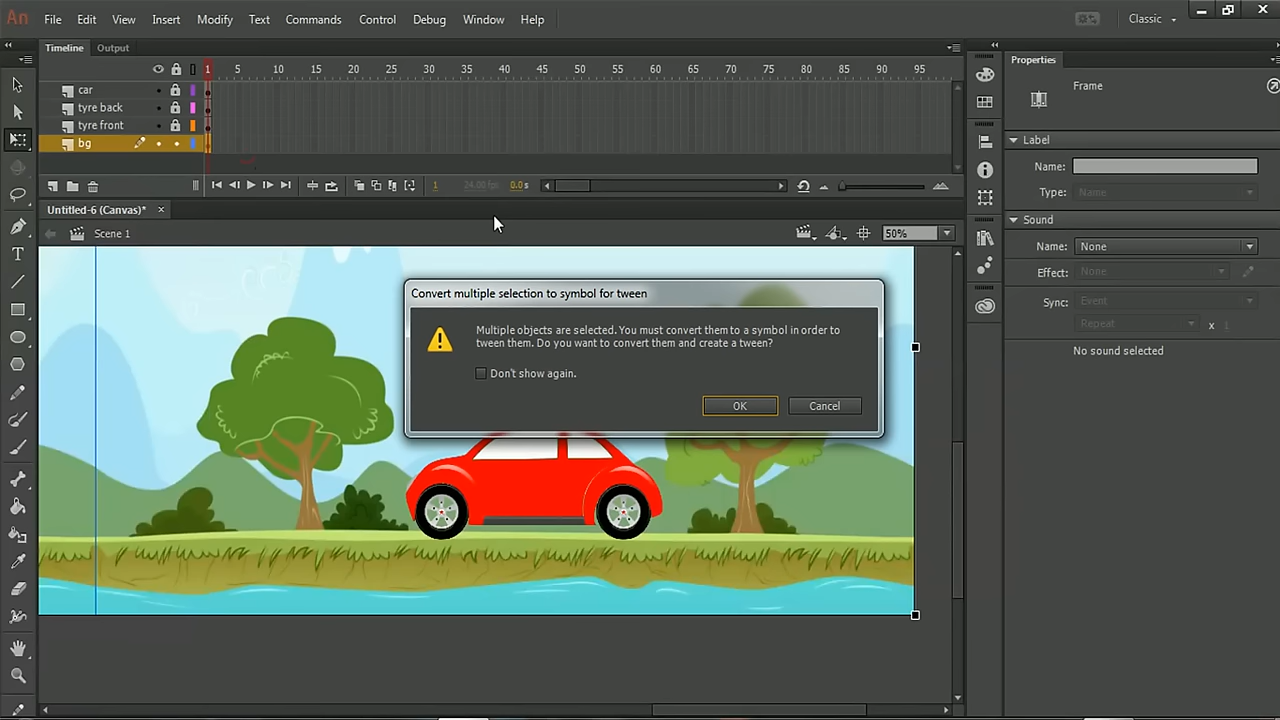 An File Edit View Insert Modify Text Commands Control Debug Window Help Classic
Timeline Output
1 5 10 15 20 25 30 35 40 45 50 55 60 65 70 75 80 85 90 95
car
tyre back
tyre front
bg
1 24.00 fps 0.0s
Untitled-6 (Canvas)* ×
Scene 1 50%
Convert multiple selection to symbol for tween
Multiple objects are selected. You must convert them to a symbol in order to
tween them. Do you want to convert them and create a tween?
Don't show again.
OK Cancel
Properties
Frame
Label
Name:
Type: Name
Sound
Name: None
Effect: None
Sync: Event
Repeat x 1
No sound selected